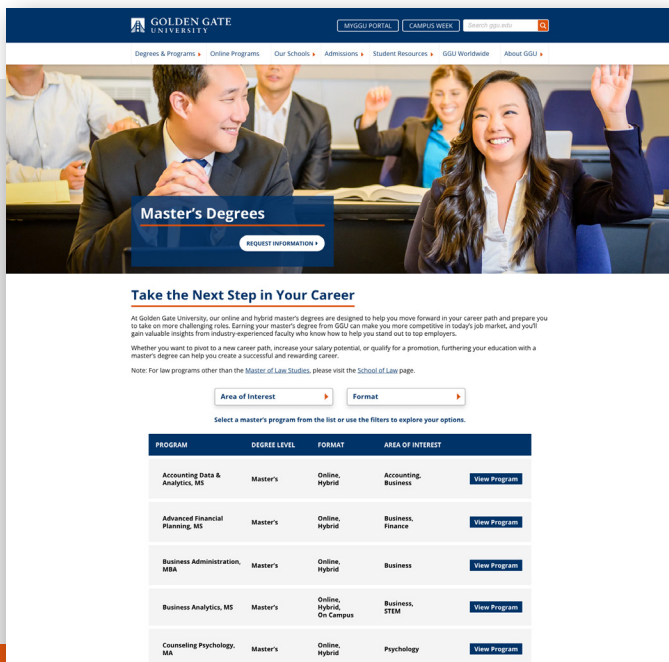 GOLDEN GATE
UNIVERSITY
MYGGU PORTAL
CAMPUS WEEK
Search ggu.edu
Degrees & Programs
Online Programs
Our Schools
Admissions
Student Resources
GGU Worldwide
About GGU
Master's Degrees
REQUEST INFORMATION
Take the Next Step in Your Career
At Golden Gate University, our online and hybrid master's degrees are designed to help you move forward in your career path and prepare you
to take on more challenging roles. Earning your master's degree from GGU can make you more competitive in today's job market, and you'll
gain valuable insights from industry-experienced faculty who know how to help you stand out to top employers.
Whether you want to pivot to a new career path, increase your salary potential, or qualify for a promotion, furthering your education with a
master's degree can help you create a successful and rewarding career.
Note: For law programs other than the Master of Law Studies, please visit the School of Law page.
Area of Interest
Format
Select a master's program from the list or use the filters to explore your options.
PROGRAM DEGREE LEVEL FORMAT AREA OF INTEREST
Accounting Data &
Analytics, MS
Master's
Online,
Hybrid
Accounting,
Business
View Program
Advanced Financial
Planning, MS
Master's
Online,
Hybrid
Business,
Finance
View Program
Business Administration,
MBA
Master's
Online,
Hybrid
Business
View Program
Business Analytics, MS
Master's
Online,
Hybrid,
On Campus
Business,
STEM
View Program
Counseling Psychology,
MA
Master's
Online,
Hybrid
Psychology
View Program